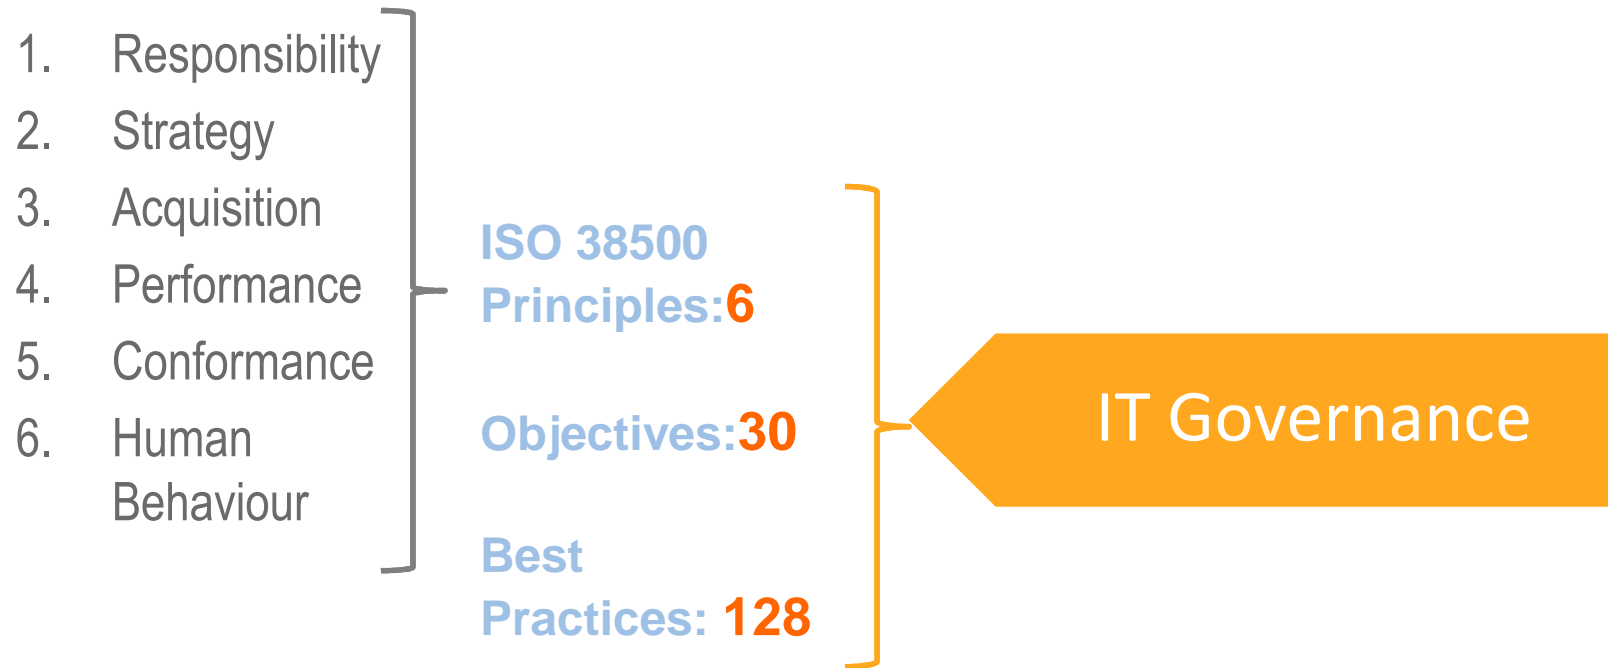 1. Responsibility
2. Strategy
3. Acquisition
4. Performance
5. Conformance
6. Human
Behaviour
ISO 38500
Principles:6
Objectives:30
Best
Practices: 128
IT Governance